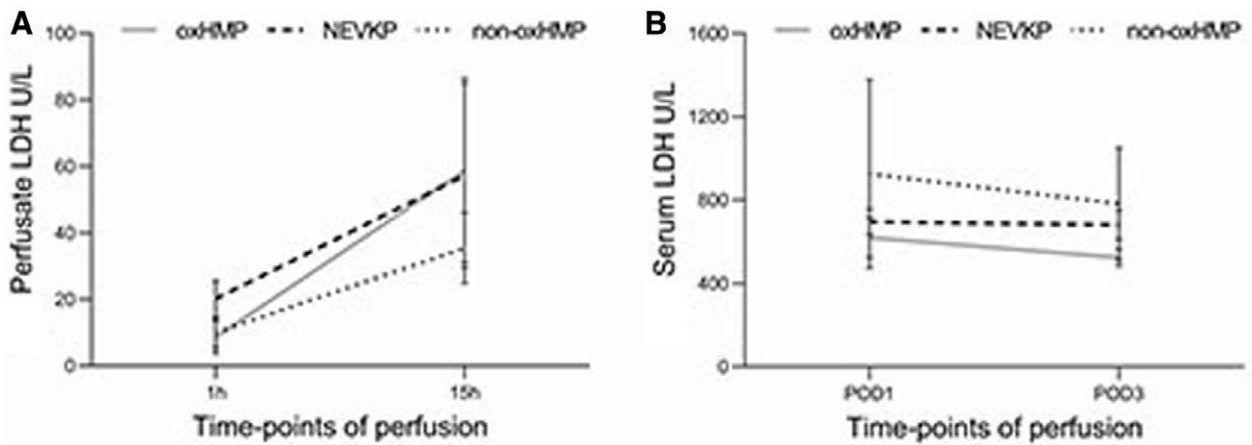 A
oxHMP NEVKP non-oxHMP
Perfusate LDH U/L
100
80
60
40
20
0
1h 15h
Time-points of perfusion
B
oxHMP NEVKP non-oxHMP
Serum LDH U/L
1600
1200
800
400
0
POD1 POD3
Time-points of perfusion